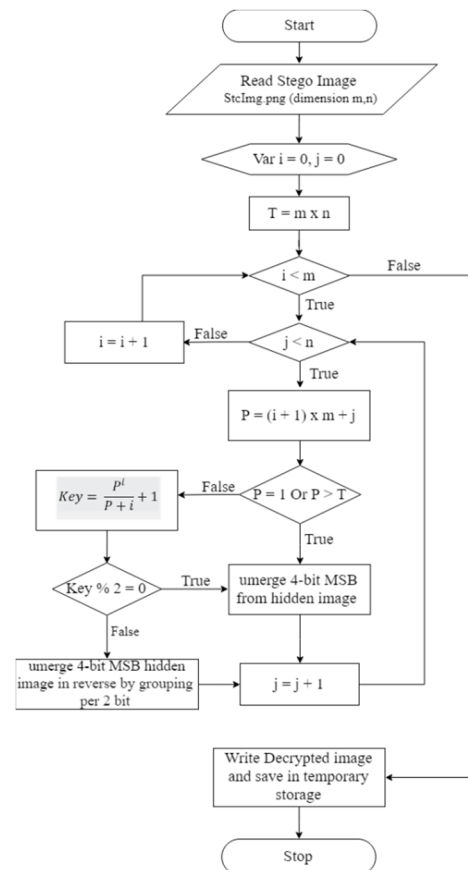 Start
Read Stego Image
StcImg.png (dimension m,n)
Var i = 0, j = 0
T = m x n
i < m
False
True
i = i + 1
False
j < n
True
P = (i + 1) x m + j
Key = P^i / (P + i) + 1
False
P = 1 Or P > T
True
Key % 2 = 0
True
umerge 4-bit MSB
from hidden image
False
umerge 4-bit MSB hidden
image in reverse by grouping
per 2 bit
j = j + 1
Write Decrypted image
and save in temporary
storage
Stop